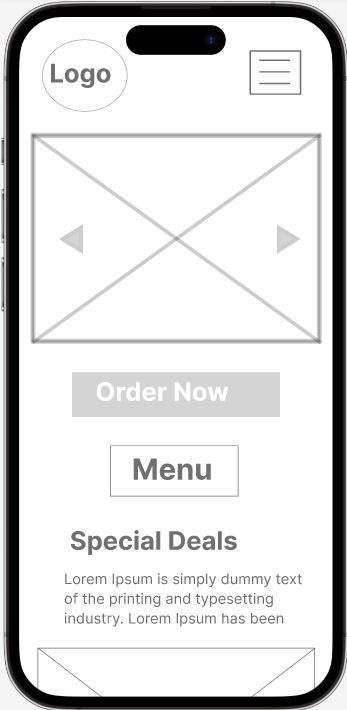 Logo
Order Now
Menu
Special Deals
Lorem Ipsum is simply dummy text
of the printing and typesetting
industry. Lorem Ipsum has been